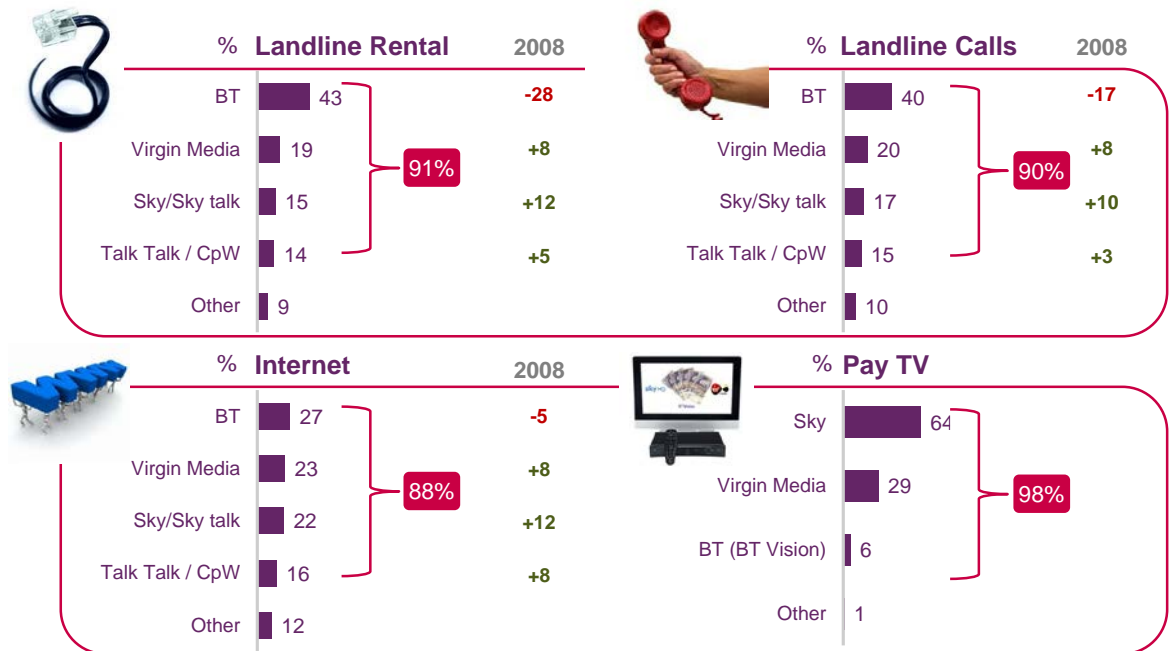 % Landline Rental 2008
BT 43 -28
Virgin Media 19 +8
91%
Sky/Sky talk 15 +12
Talk Talk / CpW 14 +5
Other 9
% Landline Calls 2008
BT 40 -17
Virgin Media 20 +8
90%
Sky/Sky talk 17 +10
Talk Talk / CpW 15 +3
Other 10
% Internet 2008
BT 27 -5
Virgin Media 23 +8
88%
Sky/Sky talk 22 +12
Talk Talk / CpW 16 +8
Other 12
% Pay TV
sky HD
Sky 64
Virgin Media 29
98%
BT (BT Vision) 6
Other 1